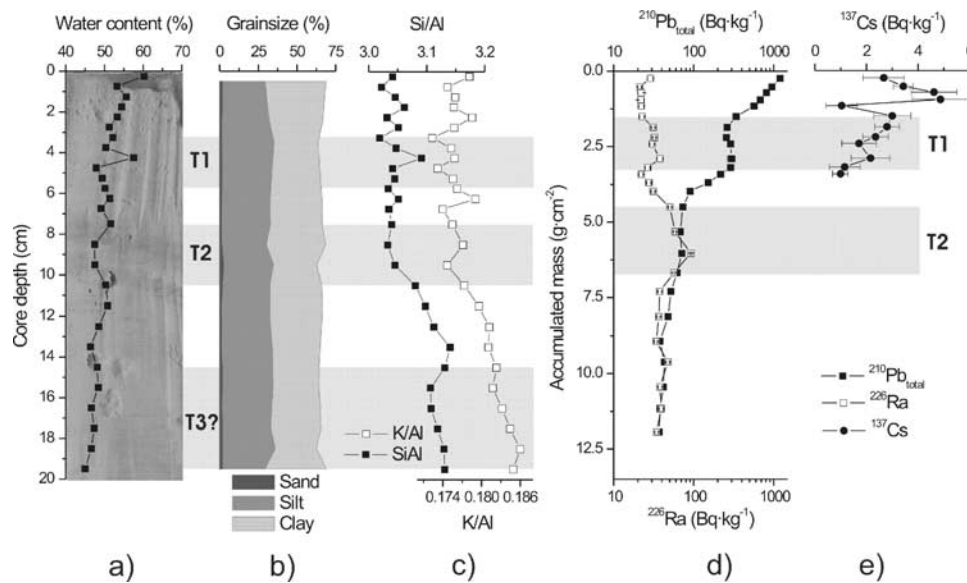 Water content (%)
40 50 60 70
Grainsize (%)
0 25 50 75
Si/Al
3.0 3.1 3.2
²¹⁰Pb_total (Bq·kg⁻¹)
10 100 1000
¹³⁷Cs (Bq·kg⁻¹)
0 2 4
Core depth (cm)
0
2
4
6
8
10
12
14
16
18
20
T1
T2
T3?
Sand
Silt
Clay
K/Al
SiAl
0.174 0.180 0.186
K/Al
Accumulated mass (g·cm⁻²)
0.0
2.5
5.0
7.5
10.0
12.5
10 100 1000
²²⁶Ra (Bq·kg⁻¹)
T1
T2
²¹⁰Pb_total
²²⁶Ra
¹³⁷Cs
a) b) c) d) e)